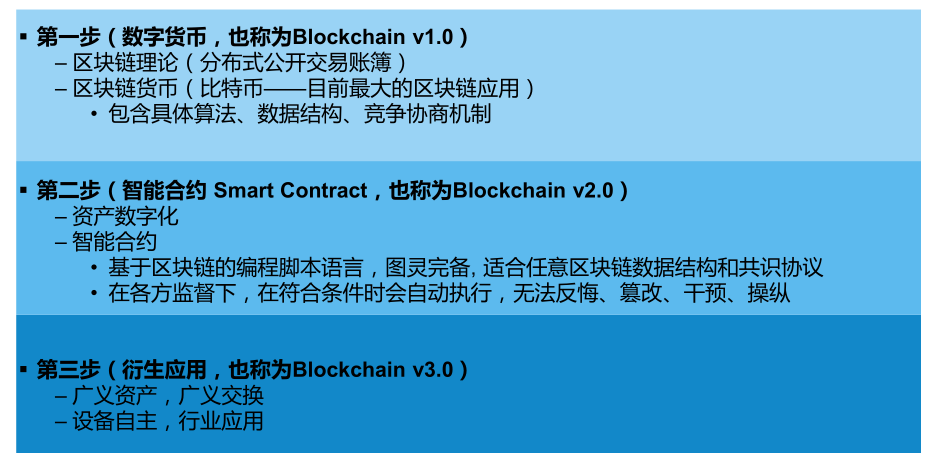 ▪ 第一步（数字货币，也称为Blockchain v1.0）
– 区块链理论（分布式公开交易账簿）
– 区块链货币（比特币——目前最大的区块链应用）
• 包含具体算法、数据结构、竞争协商机制
▪ 第二步（智能合约 Smart Contract，也称为Blockchain v2.0）
– 资产数字化
– 智能合约
• 基于区块链的编程脚本语言，图灵完备, 适合任意区块链数据结构和共识协议
• 在各方监督下，在符合条件时会自动执行，无法反悔、篡改、干预、操纵
▪ 第三步（衍生应用，也称为Blockchain v3.0）
– 广义资产，广义交换
– 设备自主，行业应用